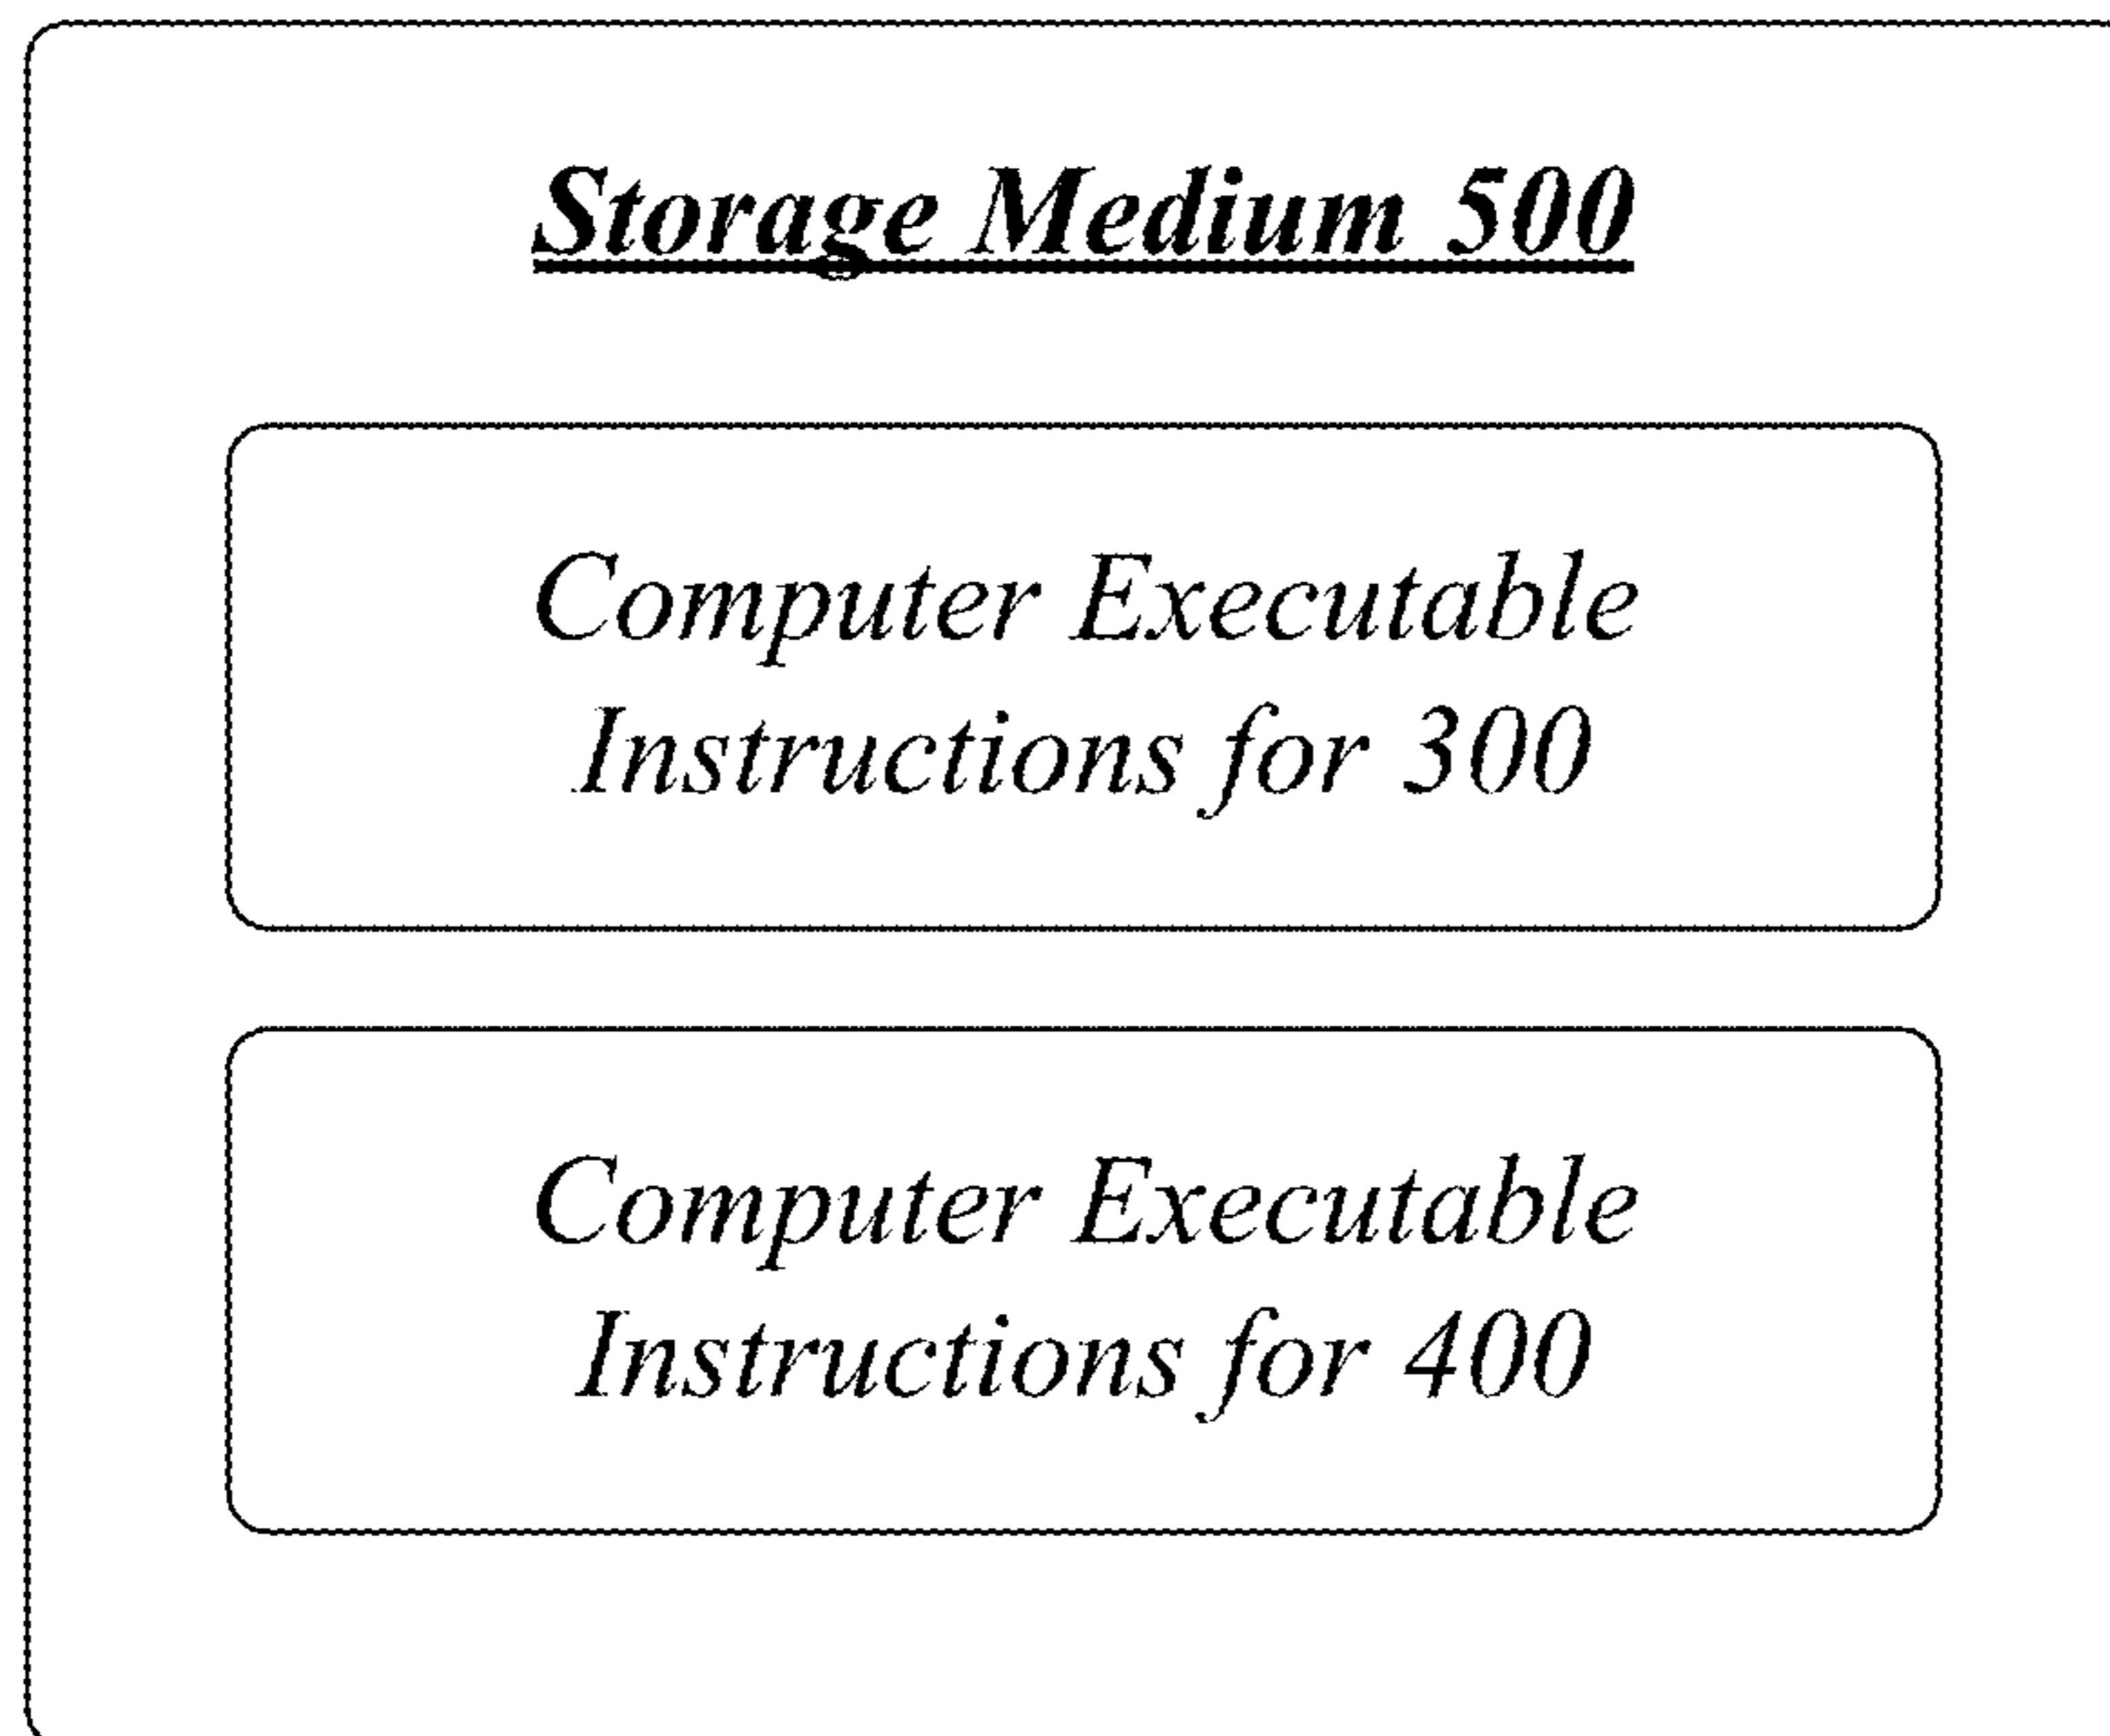 Storage Medium 500
Computer Executable
Instructions for 300
Computer Executable
Instructions for 400